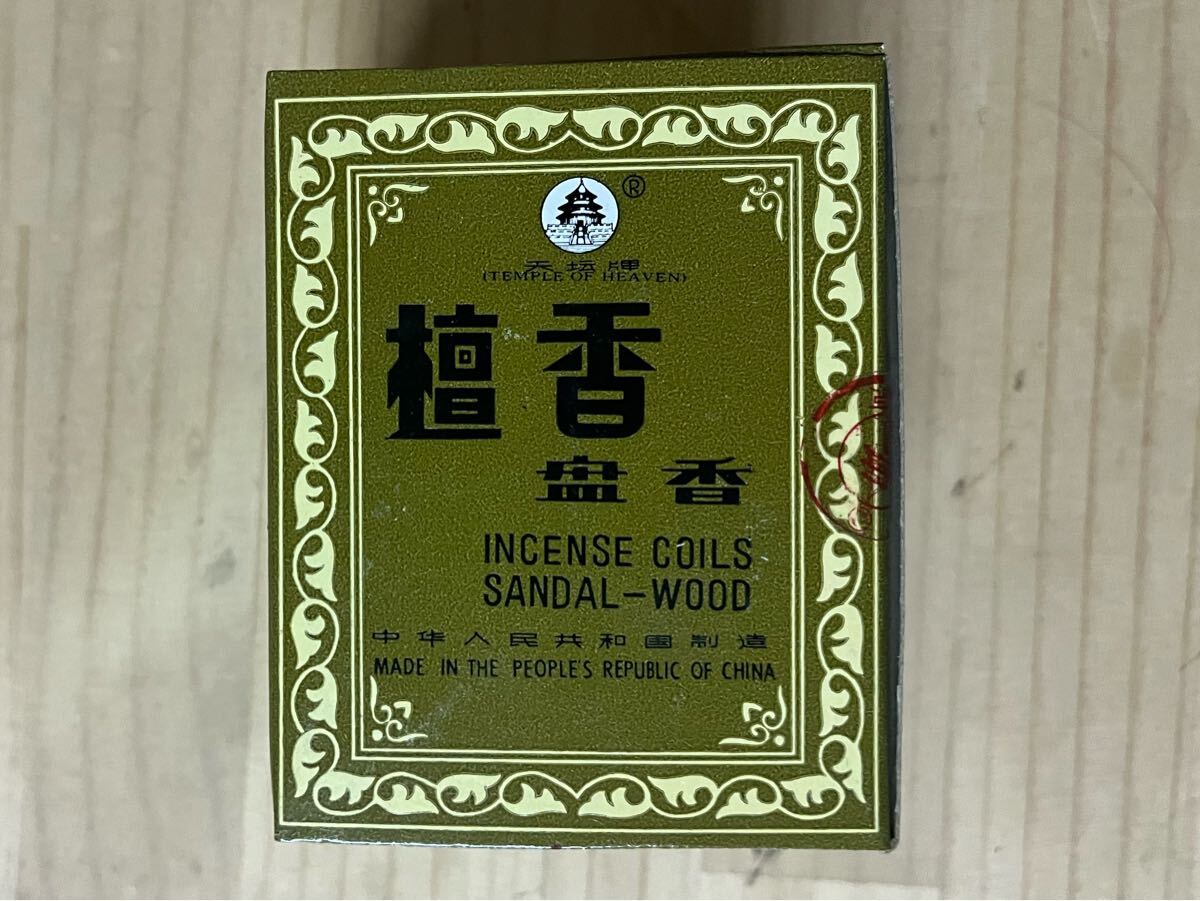 ®
天坛牌
(TEMPLE OF HEAVEN)
檀香
盘香
INCENSE COILS
SANDAL-WOOD
中华人民共和国制造
MADE IN THE PEOPLE'S REPUBLIC OF CHINA